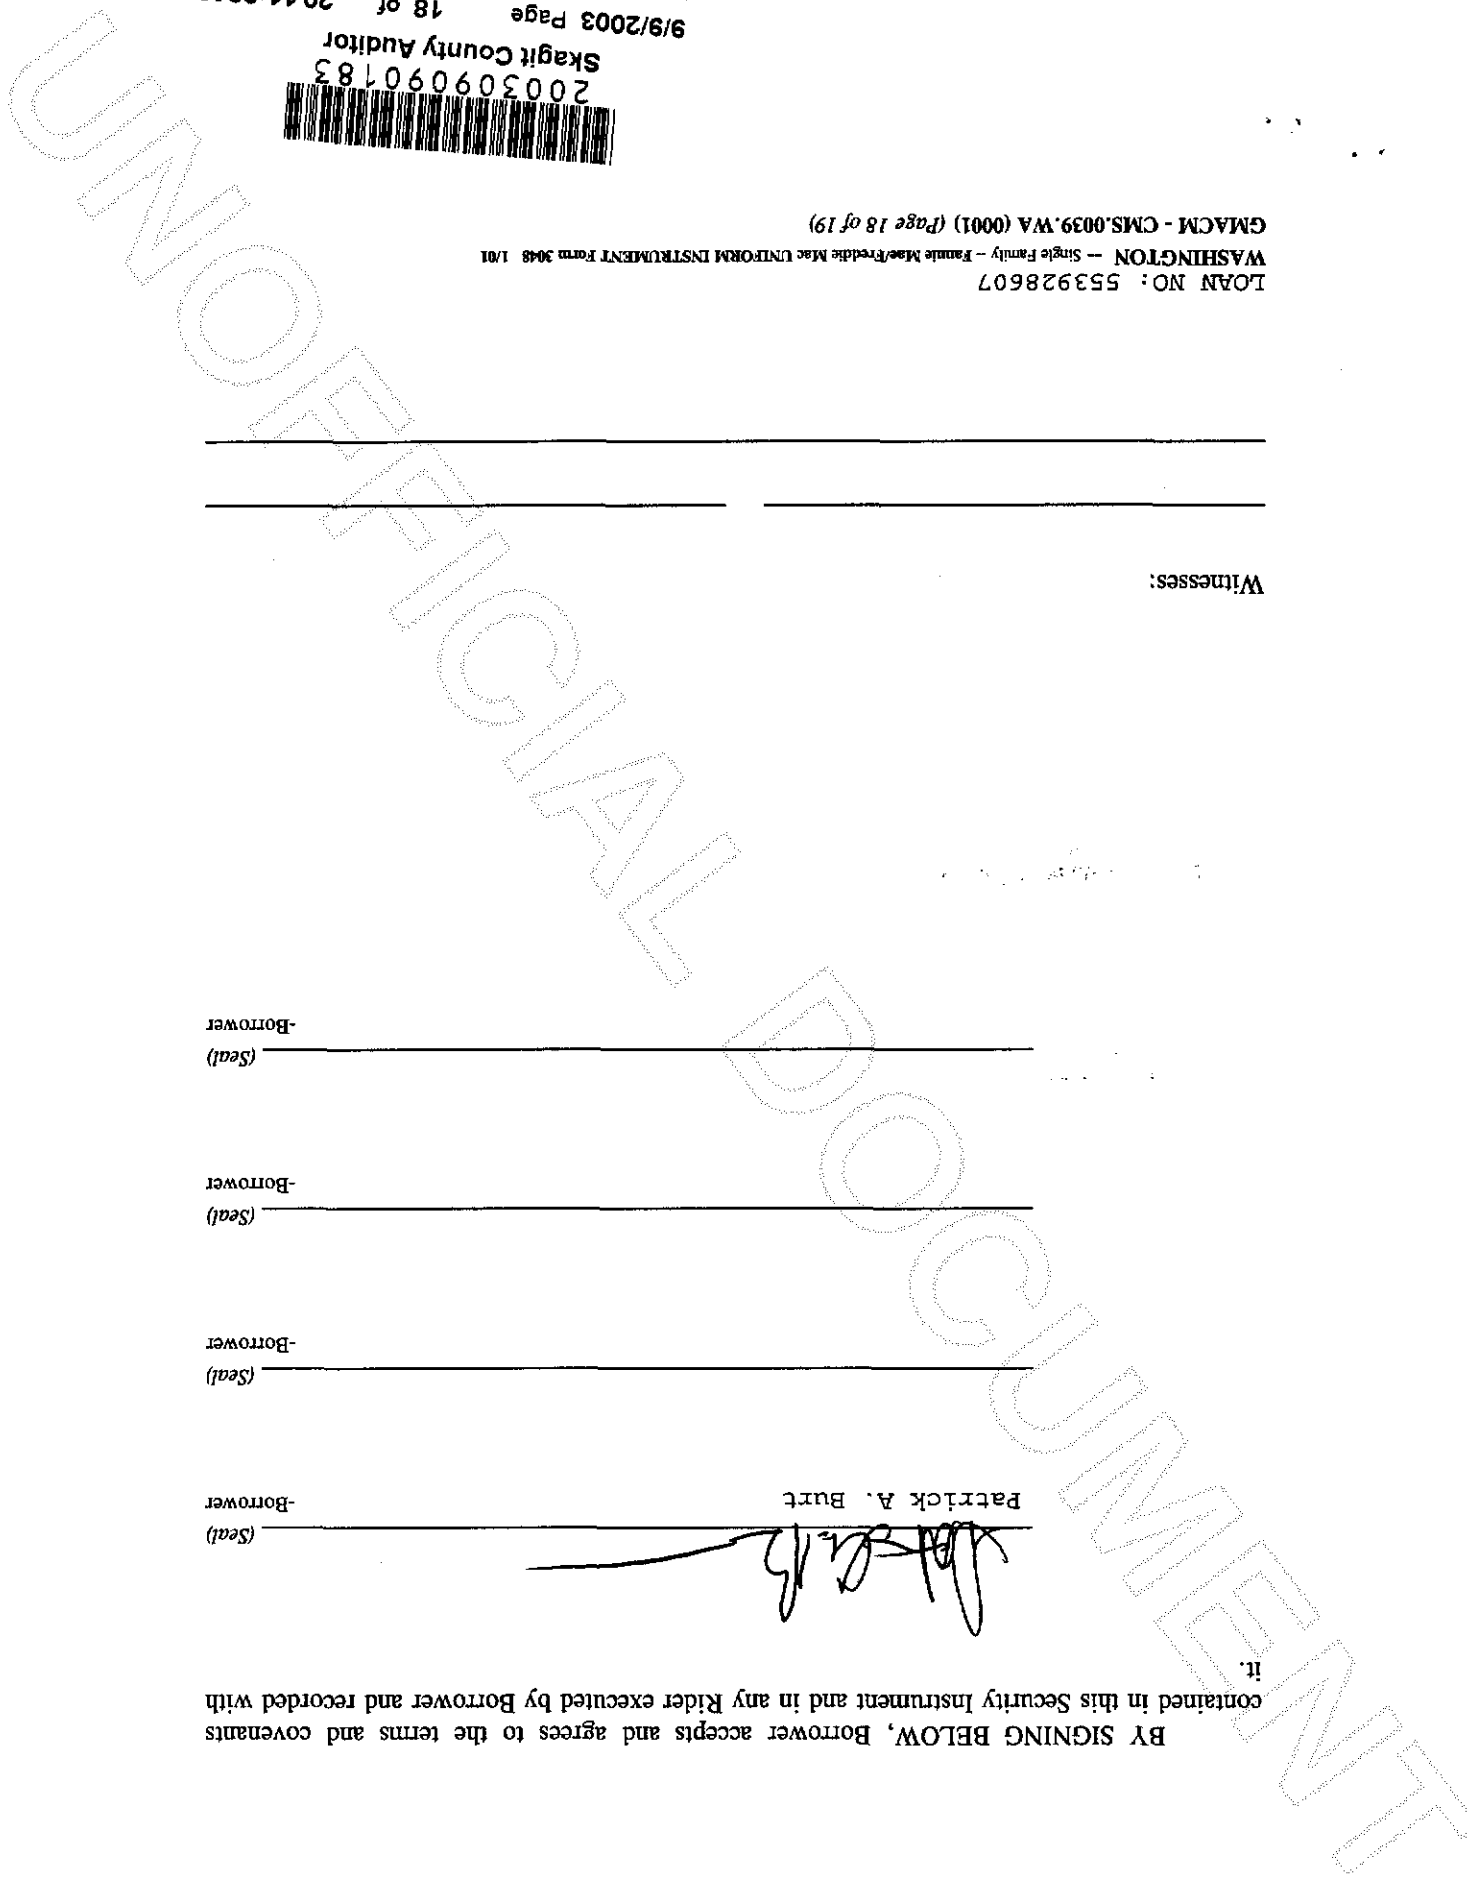 BY SIGNING BELOW, Borrower accepts and agrees to the terms and covenants
contained in this Security Instrument and in any Rider executed by Borrower and recorded with
it.
(Seal)
Patrick A. Burt
-Borrower
(Seal)
-Borrower
(Seal)
-Borrower
(Seal)
-Borrower
Witnesses:
LOAN NO: 553928607
WASHINGTON -- Single Family -- Fannie Mae/Freddie Mac UNIFORM INSTRUMENT Form 3048 1/01
GMACM - CMS.0039.WA (0001) (Page 18 of 19)
200309090183
Skagit County Auditor
9/9/2003 Page 18 of
UNOFFICIAL DOCUMENT